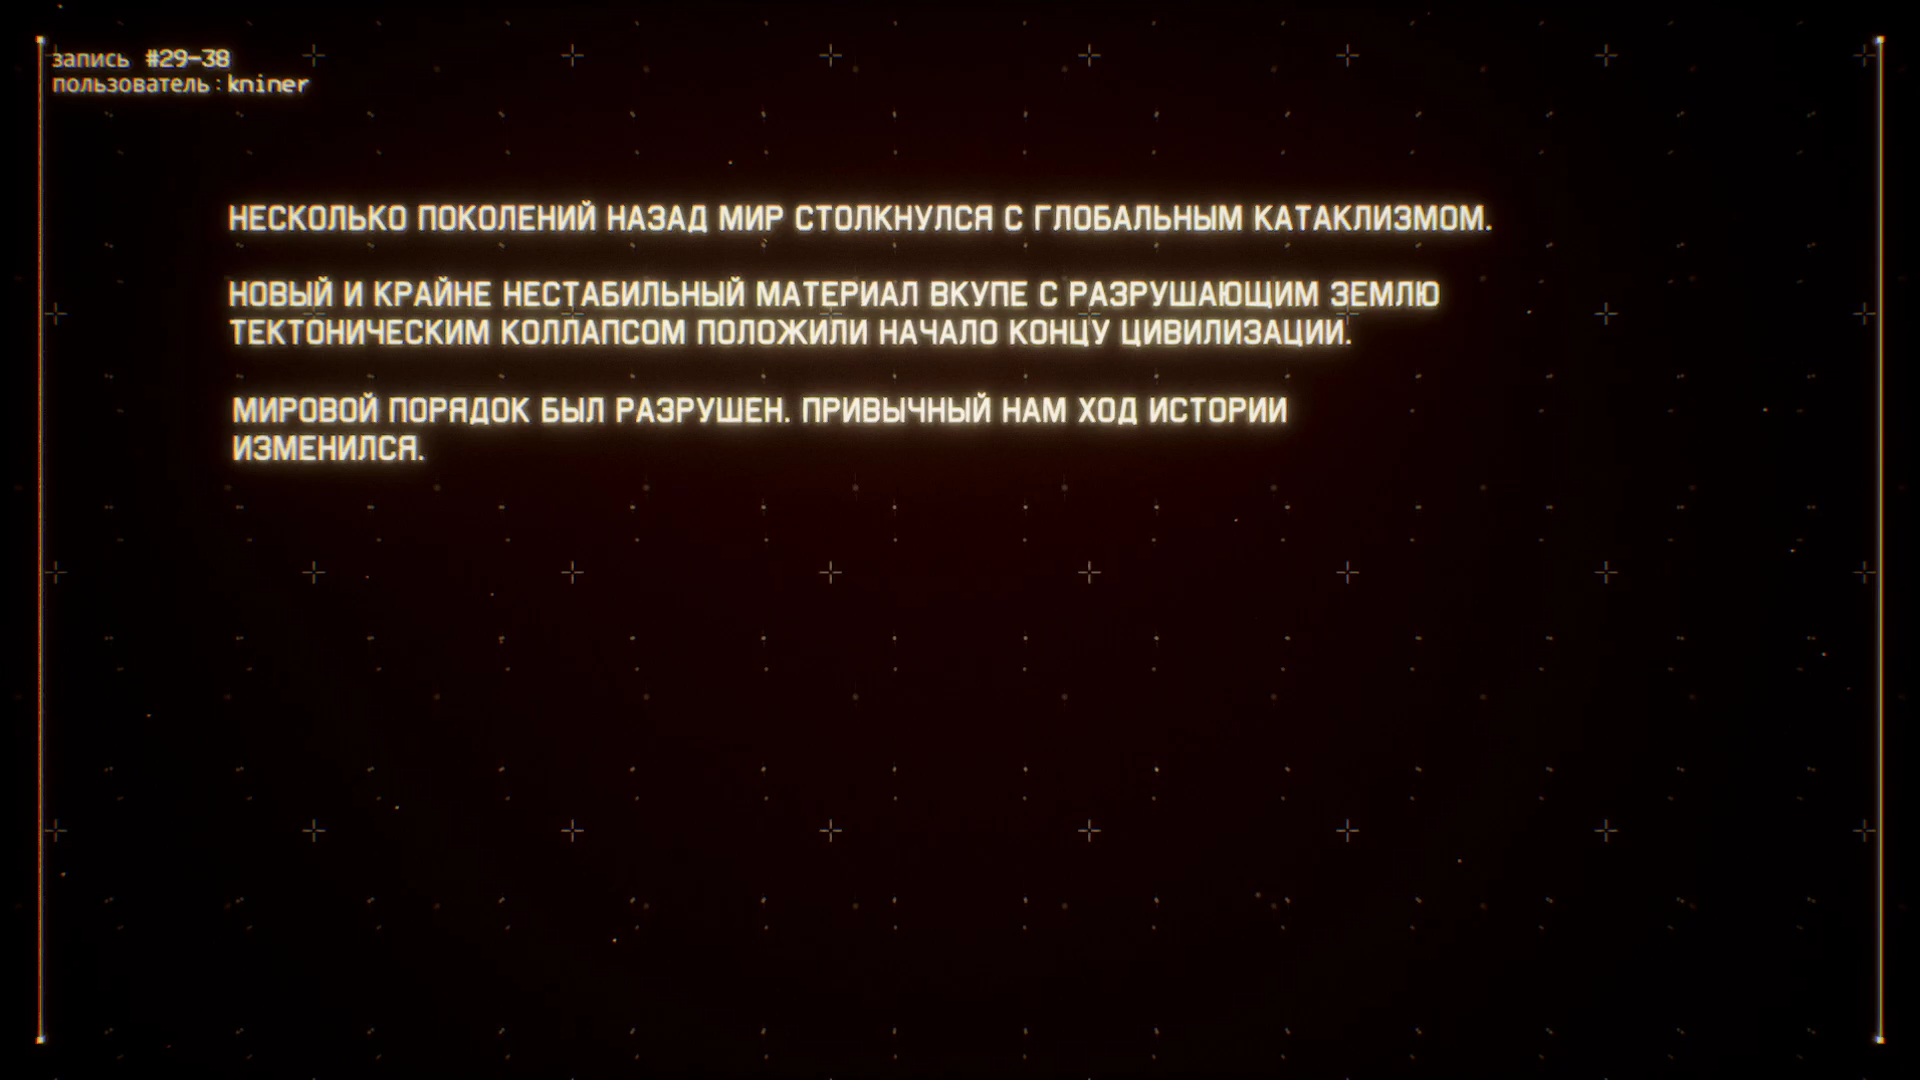 запись #29-38
пользователь:kniner
НЕСКОЛЬКО ПОКОЛЕНИЙ НАЗАД МИР СТОЛКНУЛСЯ С ГЛОБАЛЬНЫМ КАТАКЛИЗМОМ.
НОВЫЙ И КРАЙНЕ НЕСТАБИЛЬНЫЙ МАТЕРИАЛ ВКУПЕ С РАЗРУШАЮЩИМ ЗЕМЛЮ
ТЕКТОНИЧЕСКИМ КОЛЛАПСОМ ПОЛОЖИЛИ НАЧАЛО КОНЦУ ЦИВИЛИЗАЦИИ.
МИРОВОЙ ПОРЯДОК БЫЛ РАЗРУШЕН. ПРИВЫЧНЫЙ НАМ ХОД ИСТОРИИ
ИЗМЕНИЛСЯ.